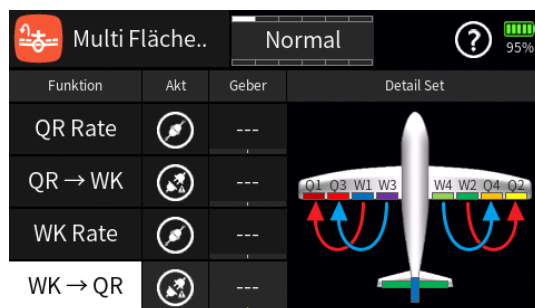 Multi Fläche.. Normal ? 95%
Funktion Akt Geber Detail Set
QR Rate ---
QR → WK ---
WK Rate ---
WK → QR ---
Q1 Q3 W1 W3 W4 W2 Q4 Q2